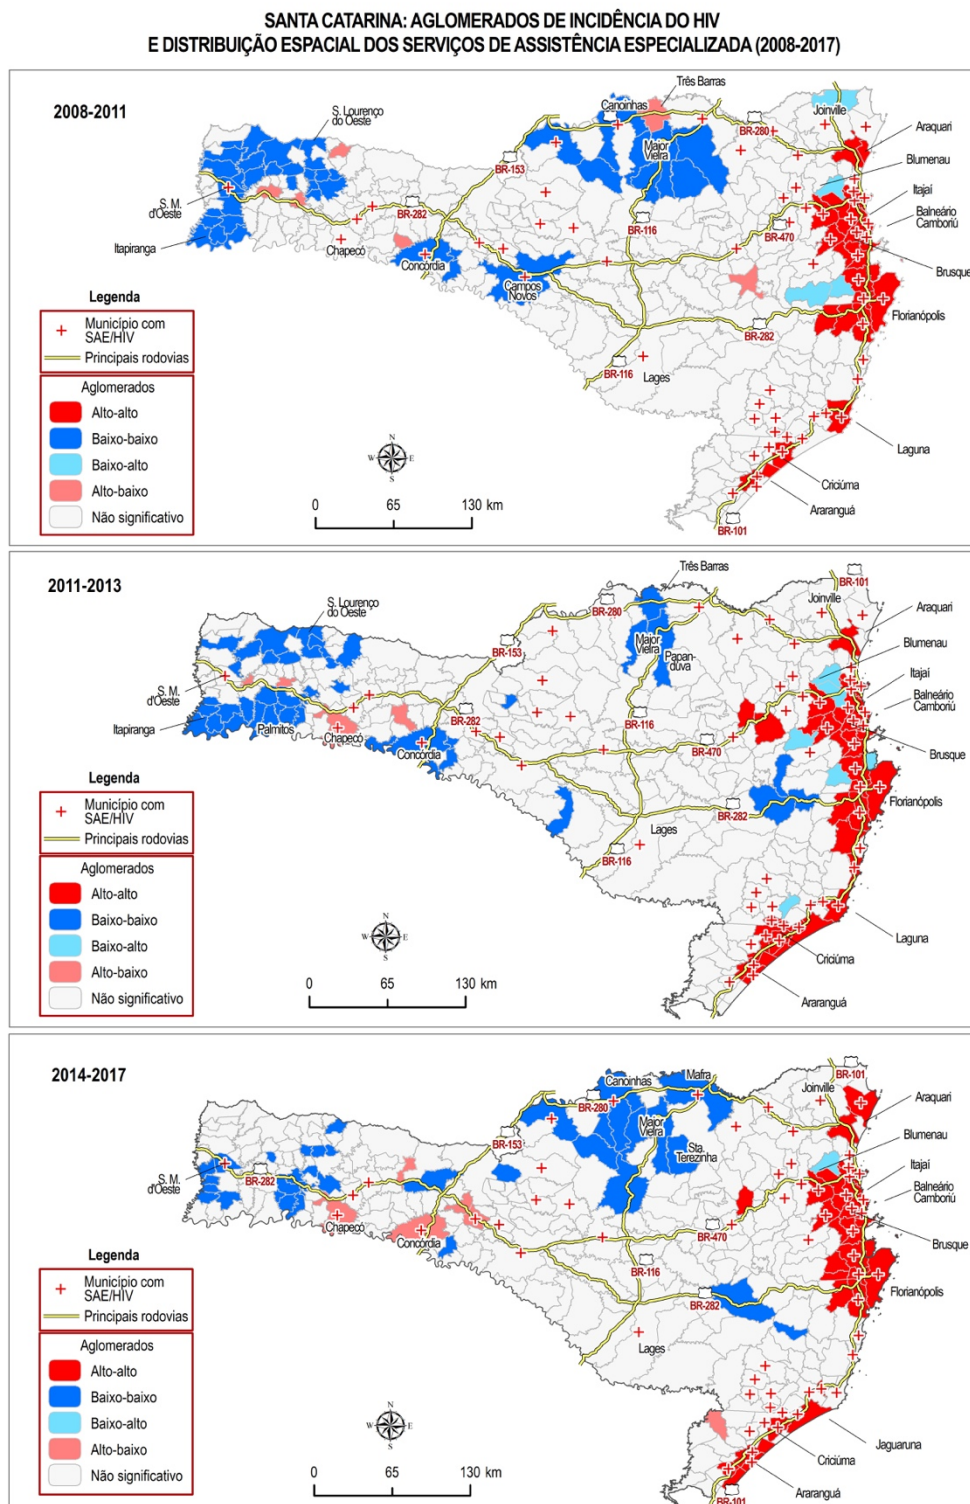 SANTA CATARINA: AGLOMERADOS DE INCIDÊNCIA DO HIV
E DISTRIBUIÇÃO ESPACIAL DOS SERVIÇOS DE ASSISTÊNCIA ESPECIALIZADA (2008-2017)
2008-2011
S. Lourenço
do Oeste
Três Barras
Canoinhas
Joinville
BR-280
Araquari
Major
Vieira
Blumenau
BR-153
S. M.
d'Oeste
Itajaí
BR-282
BR-116
BR-470
Balneário
Camboriú
Itapiranga
Chapecó
Concórdia
Brusque
Campos
Novos
Florianópolis
BR-282
BR-116
Lages
Laguna
Criciúma
Araranguá
BR-101
Legenda
Município com
SAE/HIV
Principais rodovias
Aglomerados
Alto-alto
Baixo-baixo
Baixo-alto
Alto-baixo
Não significativo
N
W E
S
0 65 130 km
2011-2013
Três Barras
BR-101
S. Lourenço
do Oeste
BR-280
Joinville
Araquari
Major
Vieira
Blumenau
BR-153
Papan-
duva
Itajaí
S. M.
d'Oeste
Balneário
Camboriú
Itapiranga
Palmitos
BR-282
BR-116
Chapecó
BR-470
Concórdia
Brusque
Florianópolis
BR-282
Lages
BR-116
Laguna
Criciúma
Araranguá
Legenda
Município com
SAE/HIV
Principais rodovias
Aglomerados
Alto-alto
Baixo-baixo
Baixo-alto
Alto-baixo
Não significativo
N
W E
S
0 65 130 km
2014-2017
BR-101
Mafra
Canoinhas
Joinville
BR-280
Araquari
Major
Vieira
Blumenau
BR-153
Sta.
Terezinha
Itajaí
S. M.
d'Oeste
BR-282
Balneário
Camboriú
Chapecó
BR-470
Concórdia
Brusque
BR-116
Florianópolis
BR-282
Lages
Jaguaruna
Criciúma
Araranguá
BR-101
Legenda
Município com
SAE/HIV
Principais rodovias
Aglomerados
Alto-alto
Baixo-baixo
Baixo-alto
Alto-baixo
Não significativo
N
W E
S
0 65 130 km